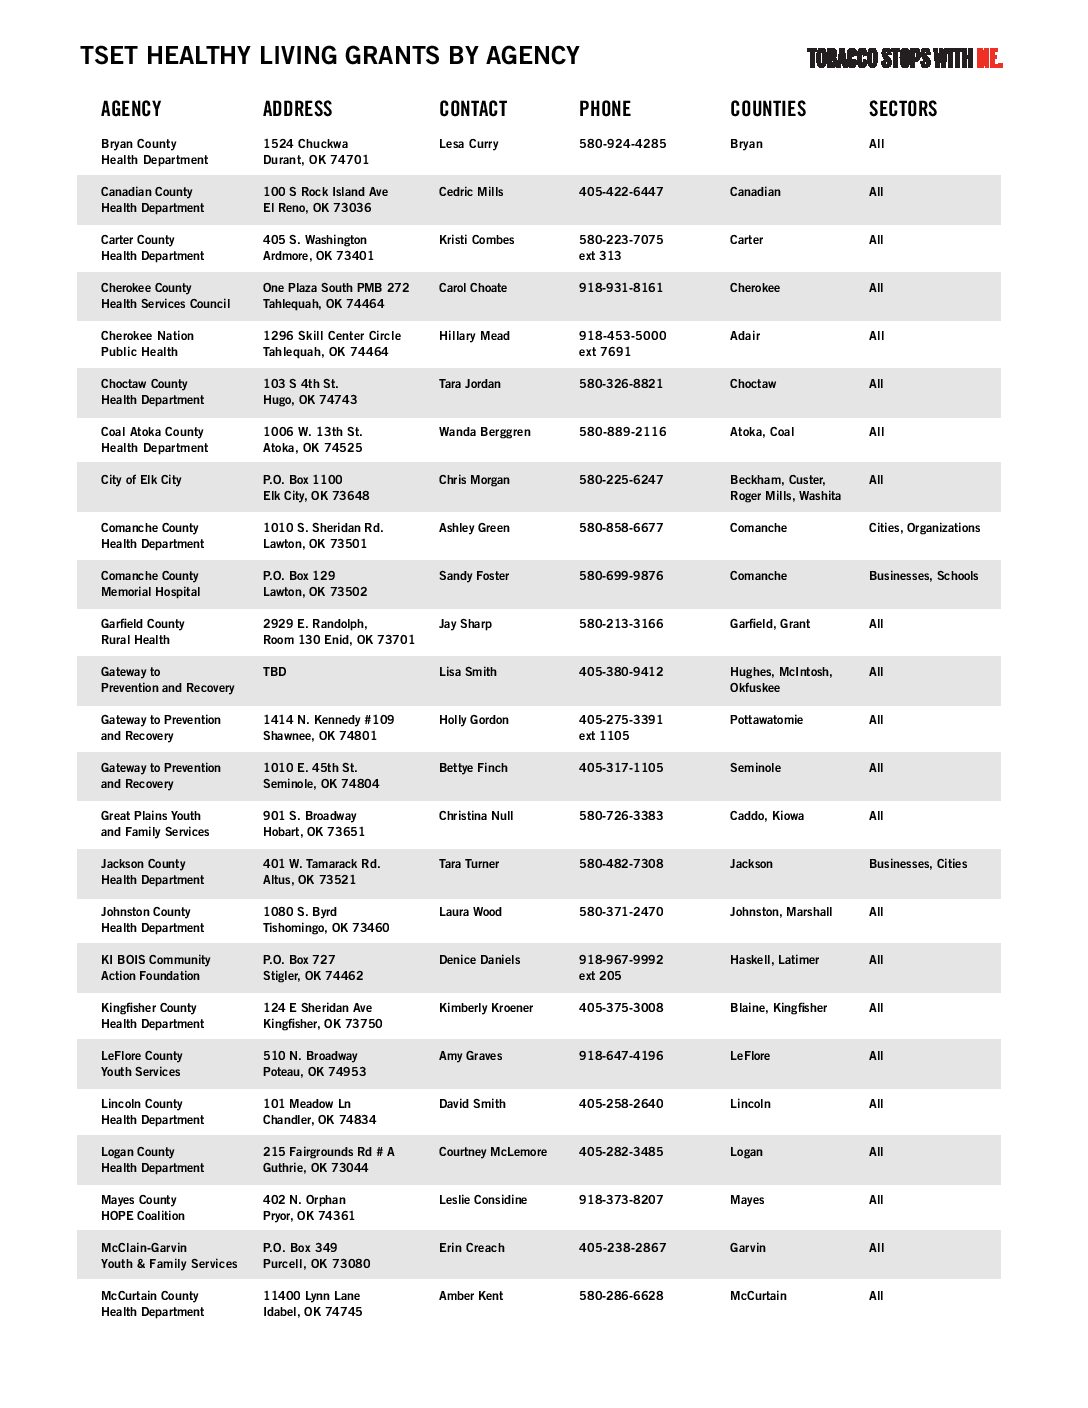 TSET HEALTHY LIVING GRANTS BY AGENCY
TOBACCO STOPS WITH ME.
AGENCY ADDRESS CONTACT PHONE COUNTIES SECTORS
Bryan County 1524 Chuckwa Lesa Curry 580-924-4285 Bryan All
Health Department Durant, OK 74701
Canadian County 100 S Rock Island Ave Cedric Mills 405-422-6447 Canadian All
Health Department El Reno, OK 73036
Carter County 405 S. Washington Kristi Combes 580-223-7075 Carter All
Health Department Ardmore, OK 73401 ext 313
Cherokee County One Plaza South PMB 272 Carol Choate 918-931-8161 Cherokee All
Health Services Council Tahlequah, OK 74464
Cherokee Nation 1296 Skill Center Circle Hillary Mead 918-453-5000 Adair All
Public Health Tahlequah, OK 74464 ext 7691
Choctaw County 103 S 4th St. Tara Jordan 580-326-8821 Choctaw All
Health Department Hugo, OK 74743
Coal Atoka County 1006 W. 13th St. Wanda Berggren 580-889-2116 Atoka, Coal All
Health Department Atoka, OK 74525
City of Elk City P.O. Box 1100 Chris Morgan 580-225-6247 Beckham, Custer, All
Elk City, OK 73648 Roger Mills, Washita
Comanche County 1010 S. Sheridan Rd. Ashley Green 580-858-6677 Comanche Cities, Organizations
Health Department Lawton, OK 73501
Comanche County P.O. Box 129 Sandy Foster 580-699-9876 Comanche Businesses, Schools
Memorial Hospital Lawton, OK 73502
Garfield County 2929 E. Randolph, Jay Sharp 580-213-3166 Garfield, Grant All
Rural Health Room 130 Enid, OK 73701
Gateway to TBD Lisa Smith 405-380-9412 Hughes, McIntosh, All
Prevention and Recovery Okfuskee
Gateway to Prevention 1414 N. Kennedy #109 Holly Gordon 405-275-3391 Pottawatomie All
and Recovery Shawnee, OK 74801 ext 1105
Gateway to Prevention 1010 E. 45th St. Bettye Finch 405-317-1105 Seminole All
and Recovery Seminole, OK 74804
Great Plains Youth 901 S. Broadway Christina Null 580-726-3383 Caddo, Kiowa All
and Family Services Hobart, OK 73651
Jackson County 401 W. Tamarack Rd. Tara Turner 580-482-7308 Jackson Businesses, Cities
Health Department Altus, OK 73521
Johnston County 1080 S. Byrd Laura Wood 580-371-2470 Johnston, Marshall All
Health Department Tishomingo, OK 73460
KI BOIS Community P.O. Box 727 Denice Daniels 918-967-9992 Haskell, Latimer All
Action Foundation Stigler, OK 74462 ext 205
Kingfisher County 124 E Sheridan Ave Kimberly Kroener 405-375-3008 Blaine, Kingfisher All
Health Department Kingfisher, OK 73750
LeFlore County 510 N. Broadway Amy Graves 918-647-4196 LeFlore All
Youth Services Poteau, OK 74953
Lincoln County 101 Meadow Ln David Smith 405-258-2640 Lincoln All
Health Department Chandler, OK 74834
Logan County 215 Fairgrounds Rd # A Courtney McLemore 405-282-3485 Logan All
Health Department Guthrie, OK 73044
Mayes County 402 N. Orphan Leslie Considine 918-373-8207 Mayes All
HOPE Coalition Pryor, OK 74361
McClain-Garvin P.O. Box 349 Erin Creach 405-238-2867 Garvin All
Youth & Family Services Purcell, OK 73080
McCurtain County 11400 Lynn Lane Amber Kent 580-286-6628 McCurtain All
Health Department Idabel, OK 74745